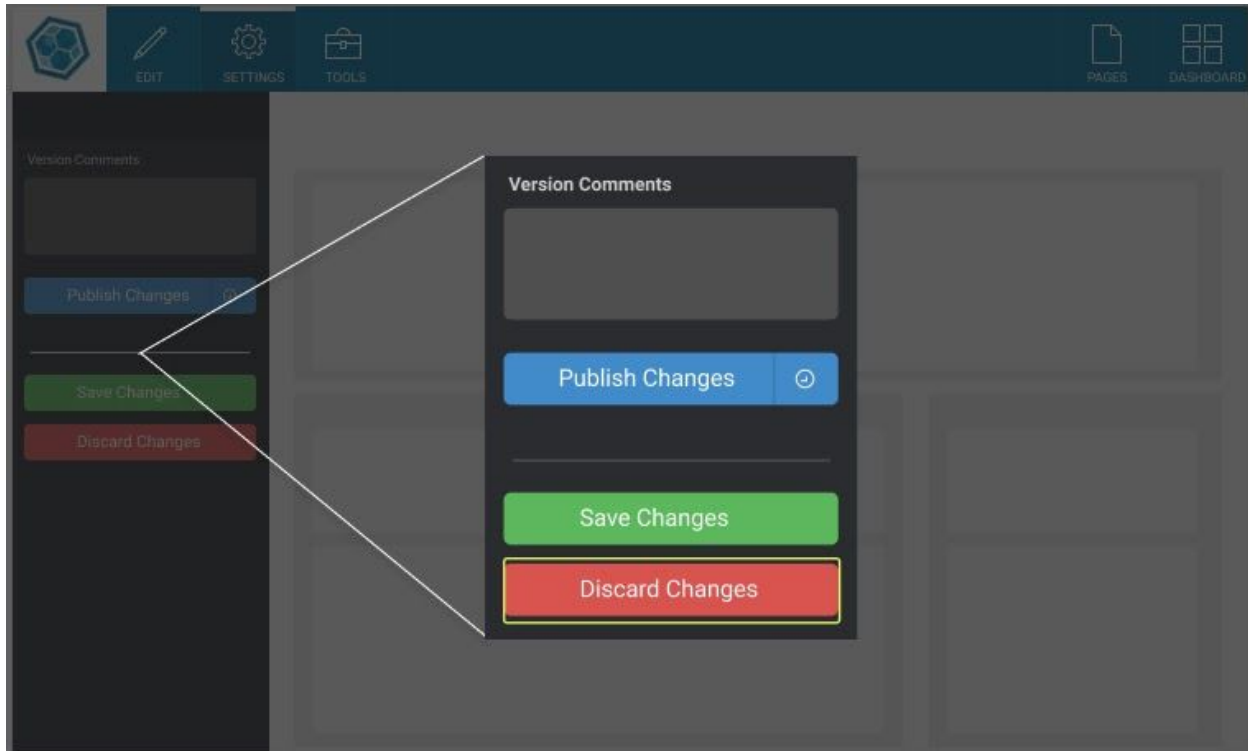 EDIT
SETTINGS
TOOLS
PAGES
DASHBOARD
Version Comments
Publish Changes
Save Changes
Discard Changes
Version Comments
Publish Changes
Save Changes
Discard Changes